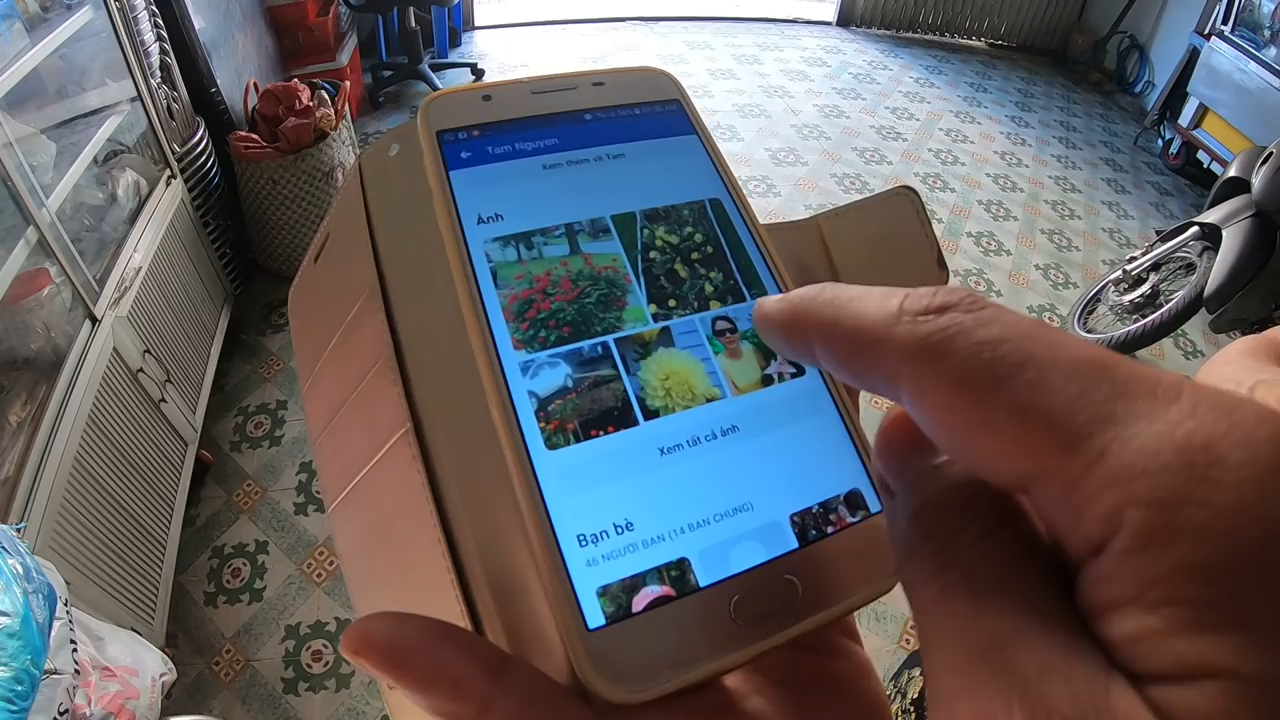 Tam Nguyen
Xem thêm về Tam
Ảnh
Xem tất cả ảnh
Bạn bè
46 NGƯỜI BẠN (14 BẠN CHUNG)